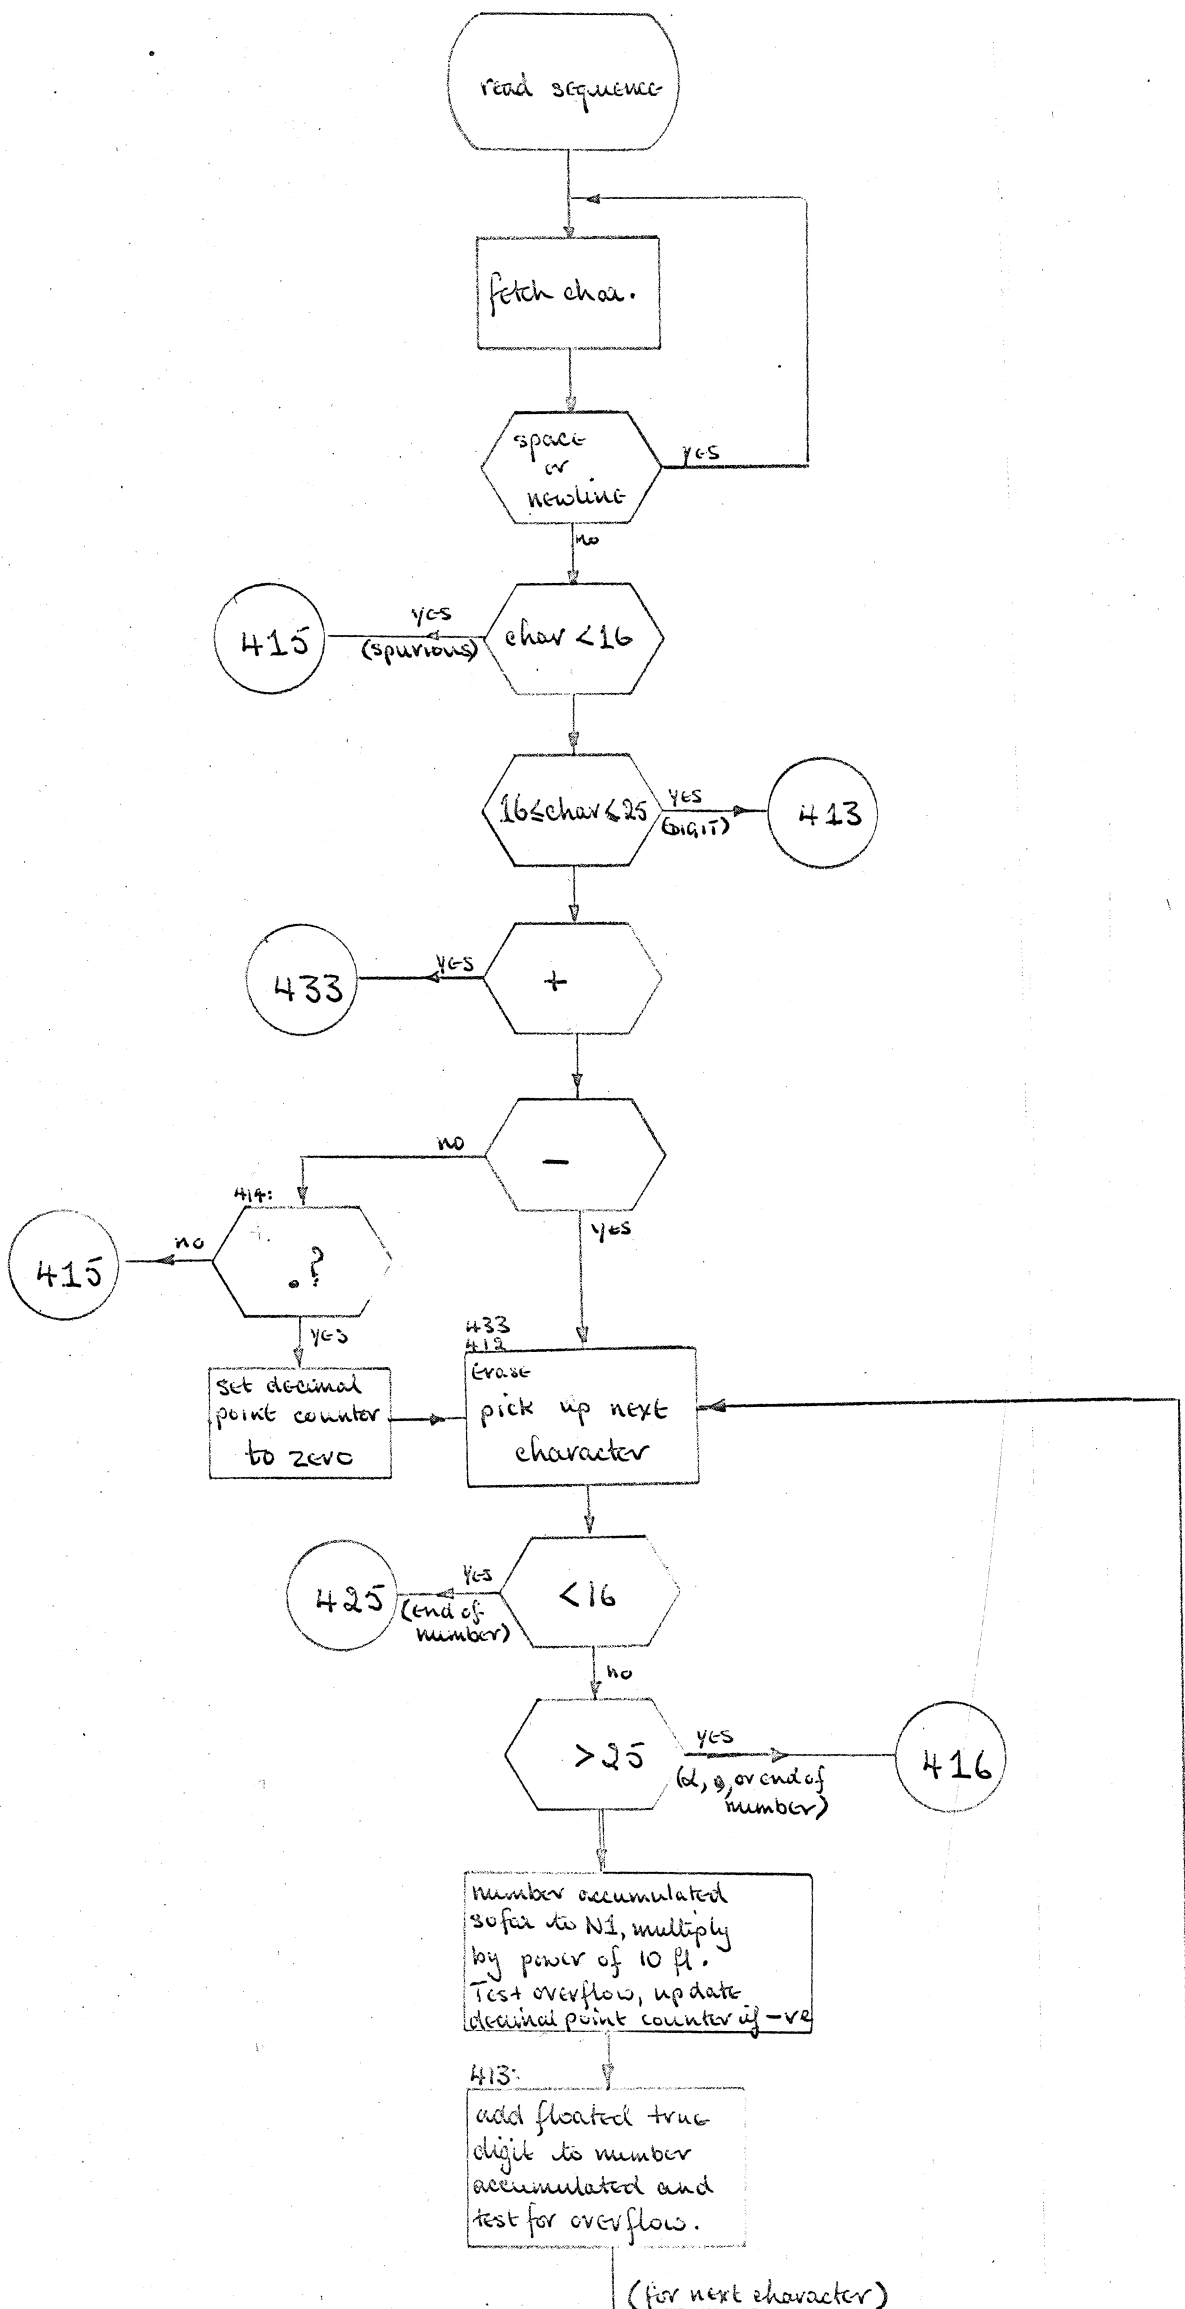 read sequence
fetch char.
space
or
newline
YES
no
char <16
YES
(spurious)
415
16≤char≤25
YES
(DIGIT)
413
+
YES
433
−
no
YES
414:
.?
no
415
YES
set decimal
point counter
to zero
433
412
Erase
pick up next
character
<16
YES
(end of
number)
425
no
>25
YES
or end of
number)
416
number accumulated
sofar to N1, multiply
by power of 10 fl.
Test overflow, update
decimal point counter if -ve
413:
add floated true
digit to number
accumulated and
test for overflow.
(for next character)